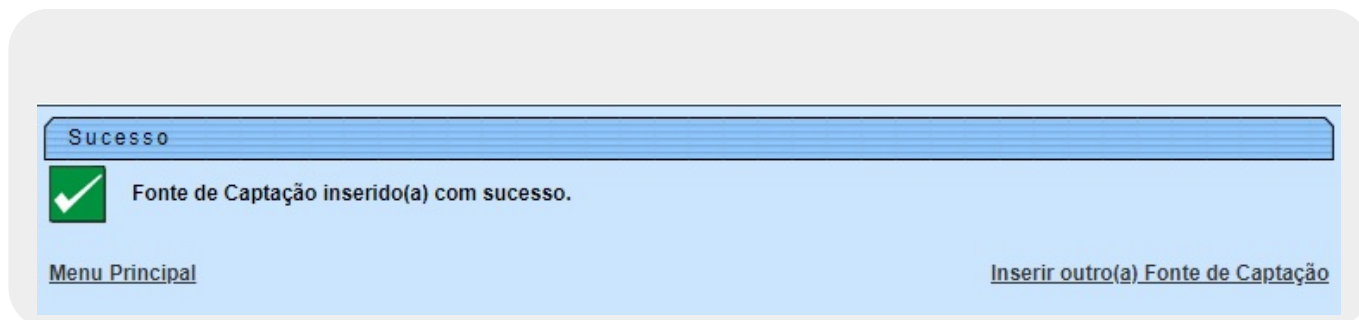 Sucesso
Fonte de Captação inserido(a) com sucesso.
Menu Principal
Inserir outro(a) Fonte de Captação